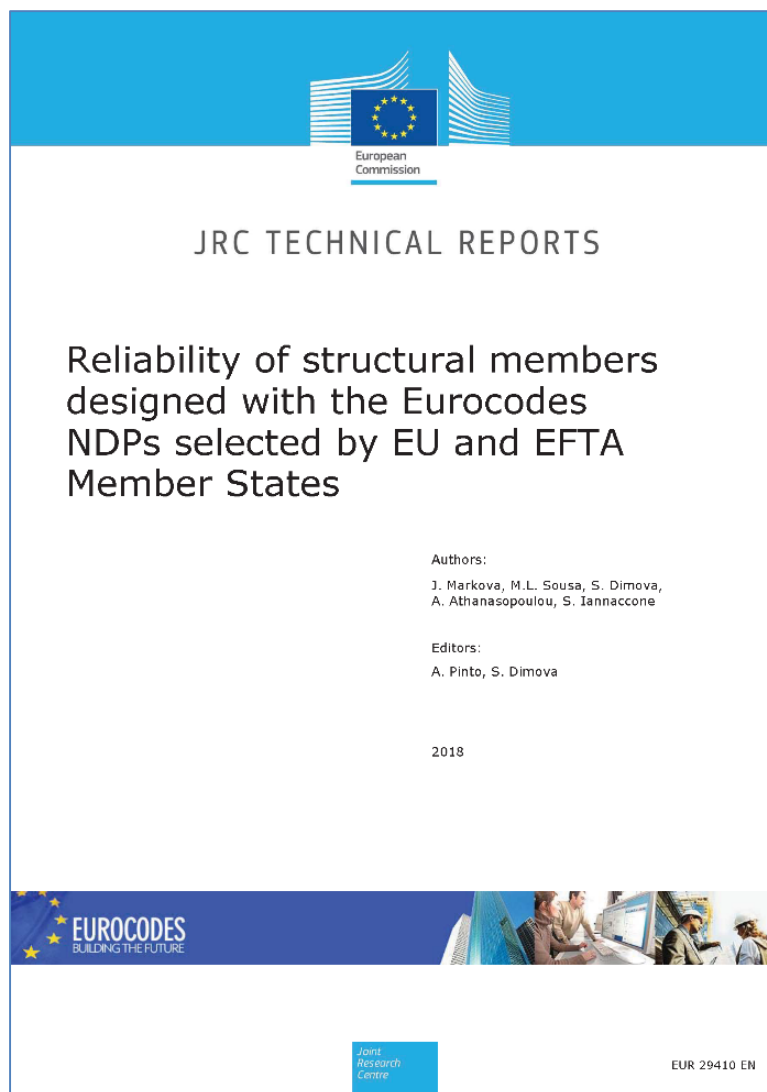 European
Commission
JRC TECHNICAL REPORTS
Reliability of structural members
designed with the Eurocodes
NDPs selected by EU and EFTA
Member States
Authors:
J. Markova, M.L. Sousa, S. Dimova,
A. Athanasopoulou, S. Iannaccone
Editors:
A. Pinto, S. Dimova
2018
EUROCODES
BUILDING THE FUTURE
Joint
Research
Centre
EUR 29410 EN